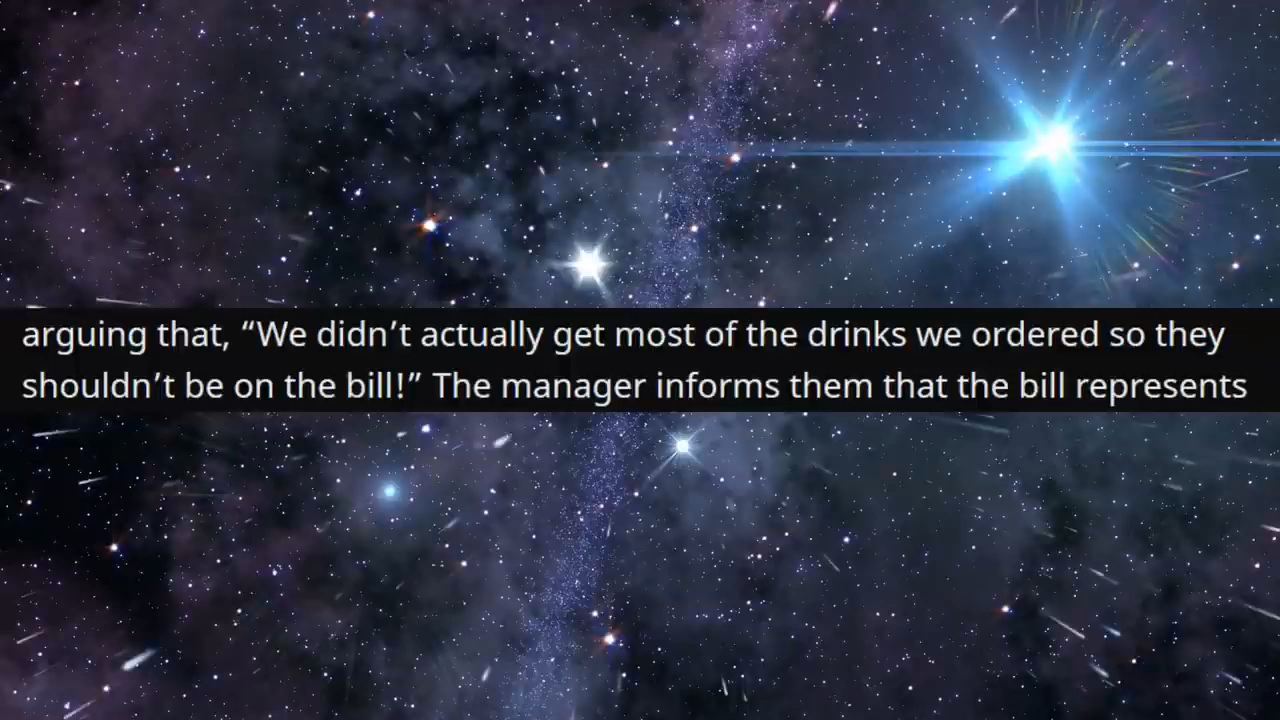 arguing that, “We didn’t actually get most of the drinks we ordered so they
shouldn’t be on the bill!” The manager informs them that the bill represents